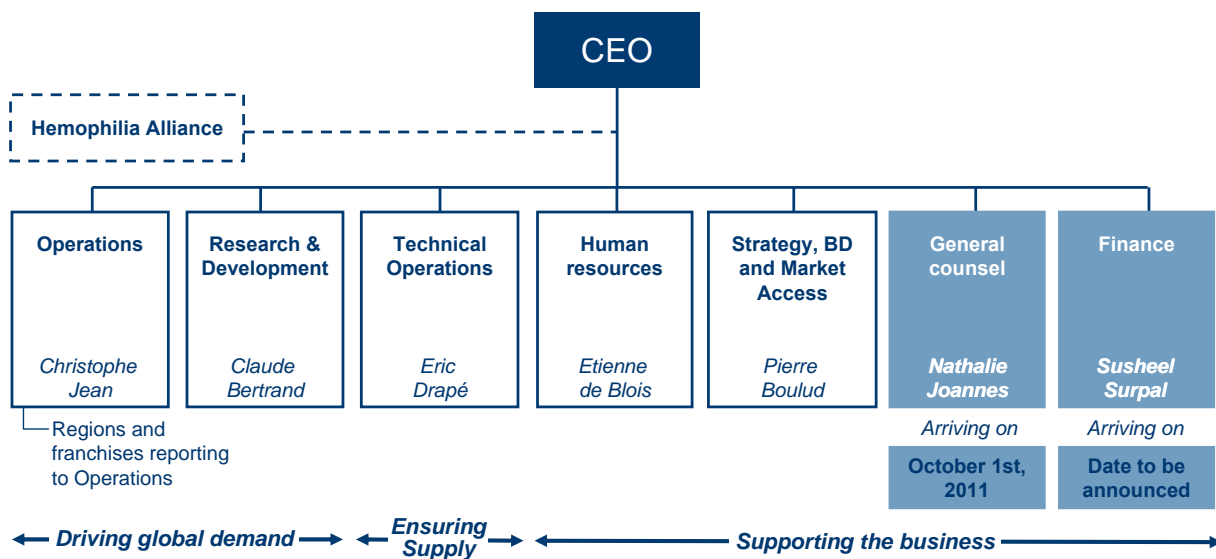 CEO
Hemophilia Alliance
Operations
Christophe
Jean
Research &
Development
Claude
Bertrand
Technical
Operations
Eric
Drapé
Human
resources
Etienne
de Blois
Strategy, BD
and Market
Access
Pierre
Boulud
General
counsel
Nathalie
Joannes
Finance
Susheel
Surpal
Regions and
franchises reporting
to Operations
Arriving on
October 1st,
2011
Arriving on
Date to be
announced
Driving global demand
Ensuring
Supply
Supporting the business